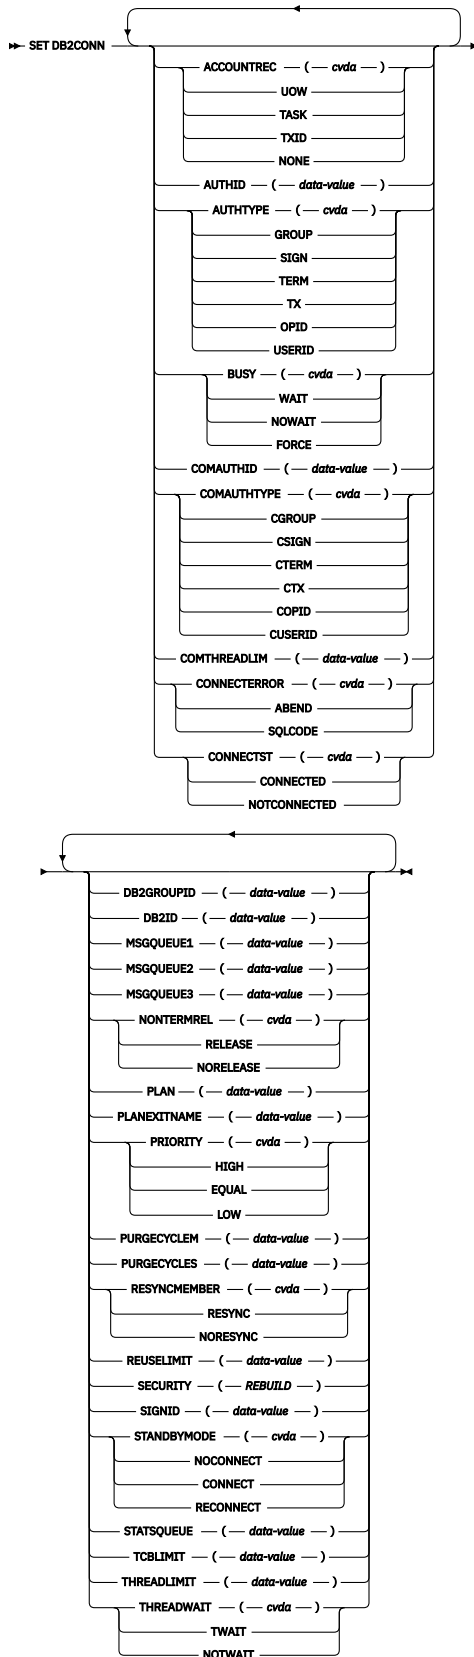 SET DB2CONN
ACCOUNTREC ( cvda )
UOW
TASK
TXID
NONE
AUTHID ( data-value )
AUTHTYPE ( cvda )
GROUP
SIGN
TERM
TX
OPID
USERID
BUSY ( cvda )
WAIT
NOWAIT
FORCE
COMAUTHID ( data-value )
COMAUTHTYPE ( cvda )
CGROUP
CSIGN
CTERM
CTX
COPID
CUSERID
COMTHREADLIM ( data-value )
CONNECTERROR ( cvda )
ABEND
SQLCODE
CONNECTST ( cvda )
CONNECTED
NOTCONNECTED
DB2GROUPID ( data-value )
DB2ID ( data-value )
MSGQUEUE1 ( data-value )
MSGQUEUE2 ( data-value )
MSGQUEUE3 ( data-value )
NONTERMREL ( cvda )
RELEASE
NORELEASE
PLAN ( data-value )
PLANEXITNAME ( data-value )
PRIORITY ( cvda )
HIGH
EQUAL
LOW
PURGECYCLEM ( data-value )
PURGECYCLES ( data-value )
RESYNCMEMBER ( cvda )
RESYNC
NORESYNC
REUSELIMIT ( data-value )
SECURITY ( REBUILD )
SIGNID ( data-value )
STANDBYMODE ( cvda )
NOCONNECT
CONNECT
RECONNECT
STATSQUEUE ( data-value )
TCBLIMIT ( data-value )
THREADLIMIT ( data-value )
THREADWAIT ( cvda )
TWAIT
NOTWAIT